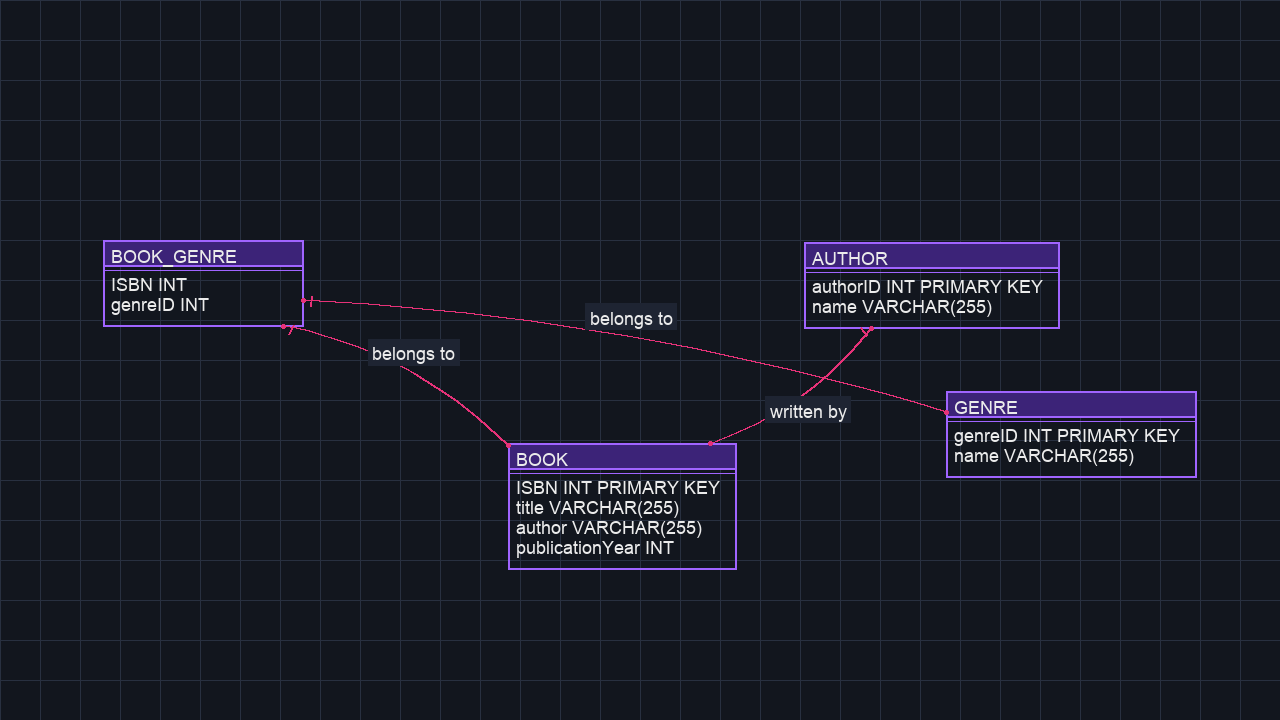 BOOK_GENRE
ISBN INT
genreID INT
AUTHOR
authorID INT PRIMARY KEY
name VARCHAR(255)
belongs to
belongs to
written by
GENRE
genreID INT PRIMARY KEY
name VARCHAR(255)
BOOK
ISBN INT PRIMARY KEY
title VARCHAR(255)
author VARCHAR(255)
publicationYear INT